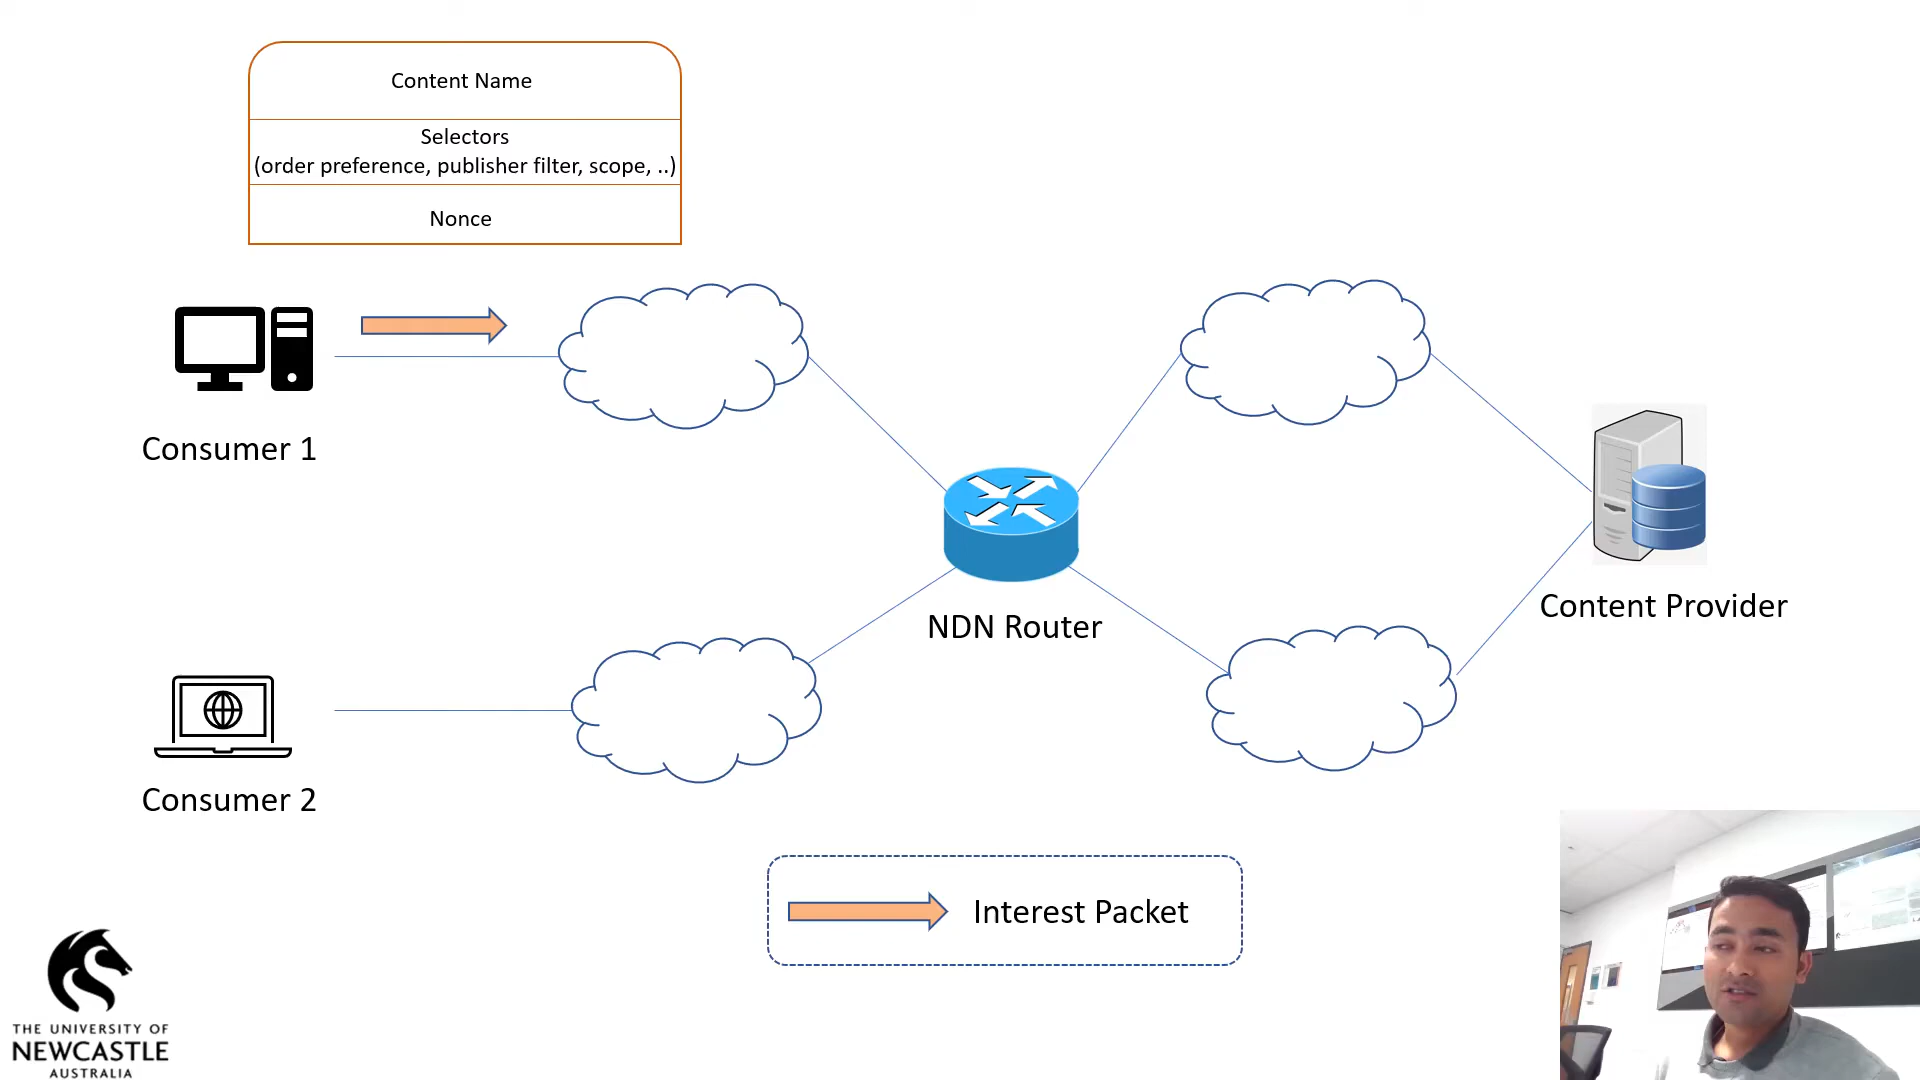 Content Name
Selectors
(order preference, publisher filter, scope, ..)
Nonce
Consumer 1
NDN Router
Content Provider
Consumer 2
Interest Packet
THE UNIVERSITY OF
NEWCASTLE
AUSTRALIA